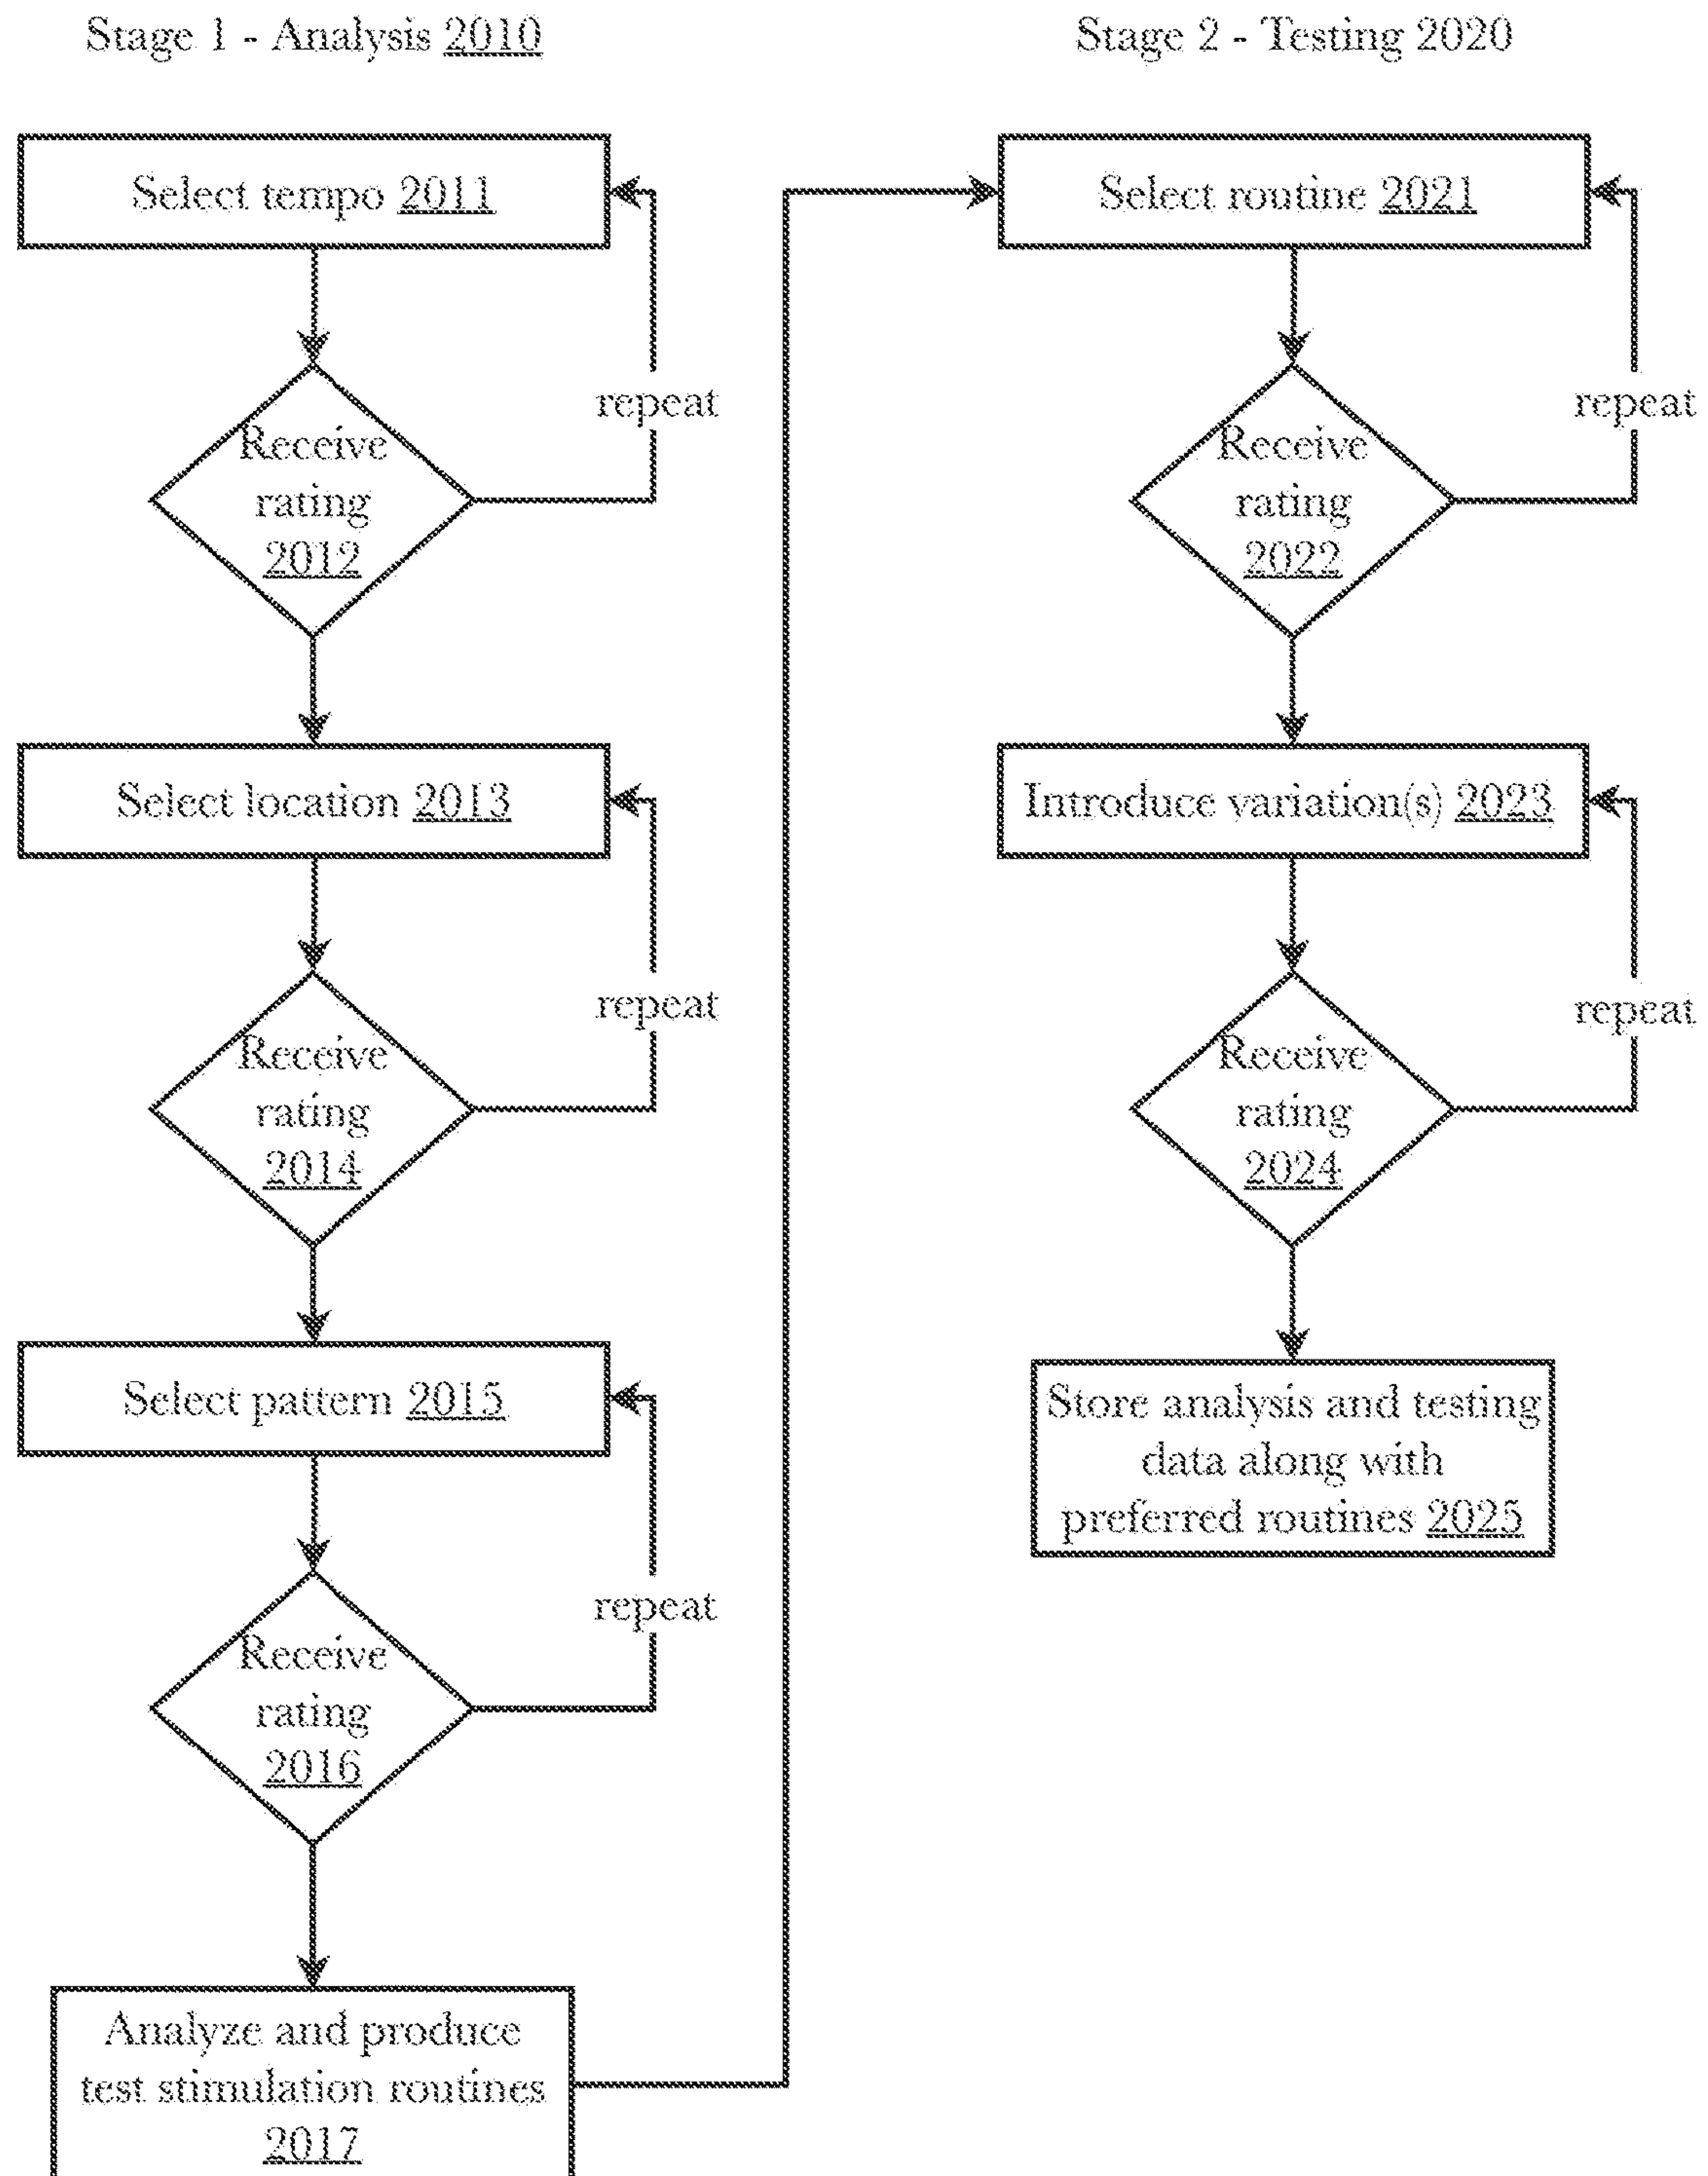 Stage 1 - Analysis 2010
Select tempo 2011
repeat
Receive
rating
2012
Select location 2013
repeat
Receive
rating
2014
Select pattern 2015
repeat
Receive
rating
2016
Analyze and produce
test stimulation routines
2017
Stage 2 - Testing 2020
Select routine 2021
repeat
Receive
rating
2022
Introduce variation(s) 2023
repeat
Receive
rating
2024
Store analysis and testing
data along with
preferred routines 2025